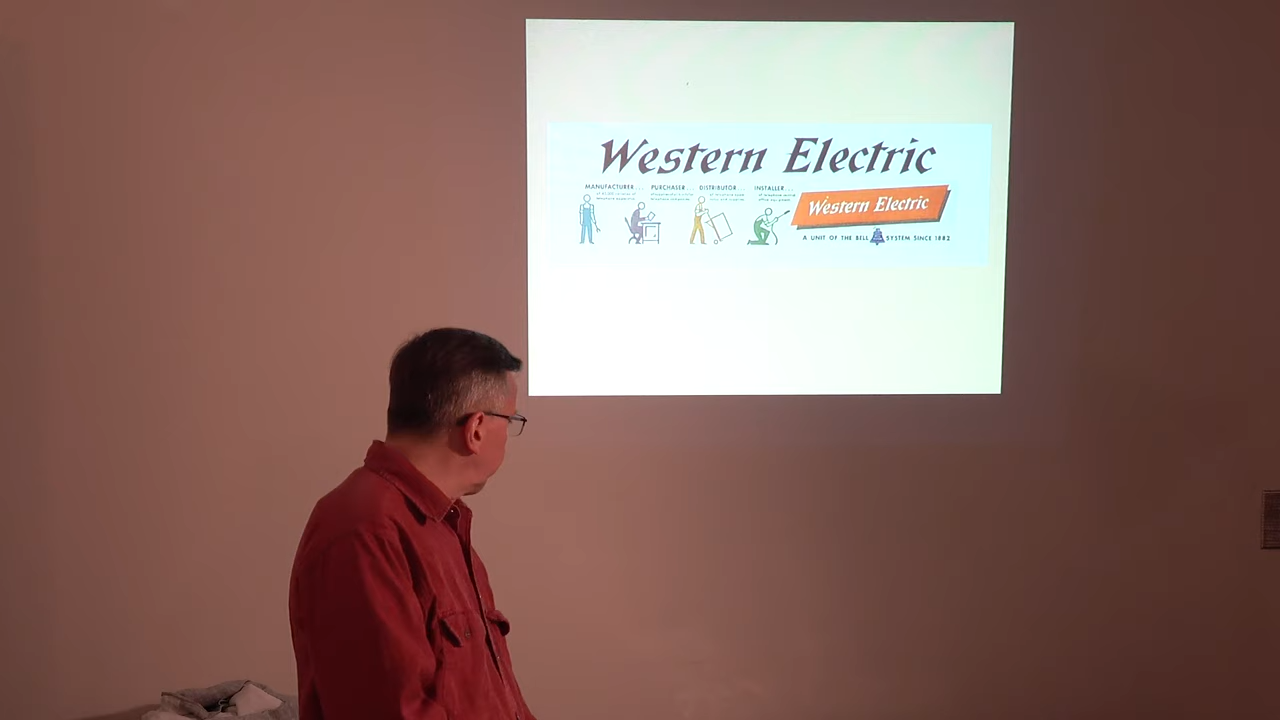 Western Electric
MANUFACTURER... PURCHASER... DISTRIBUTOR... INSTALLER...
Western Electric
A UNIT OF THE BELL SYSTEM SINCE 1882